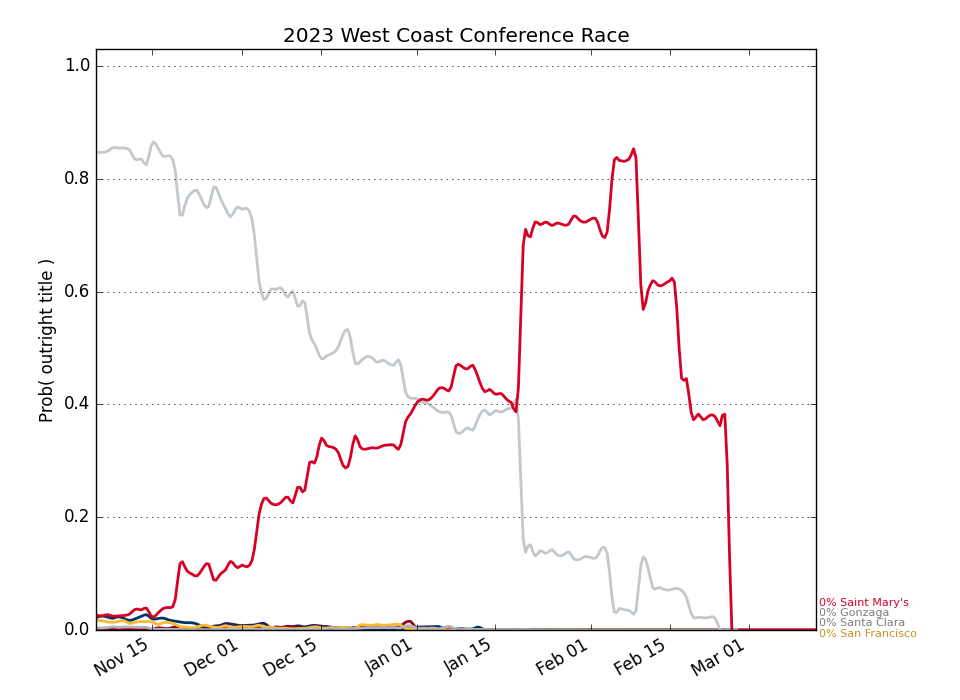 2023 West Coast Conference Race
Prob( outright title )
1.0
0.8
0.6
0.4
0.2
0.0
Nov 15
Dec 01
Dec 15
Jan 01
Jan 15
Feb 01
Feb 15
Mar 01
0% Saint Mary's
0% Gonzaga
0% Santa Clara
0% San Francisco